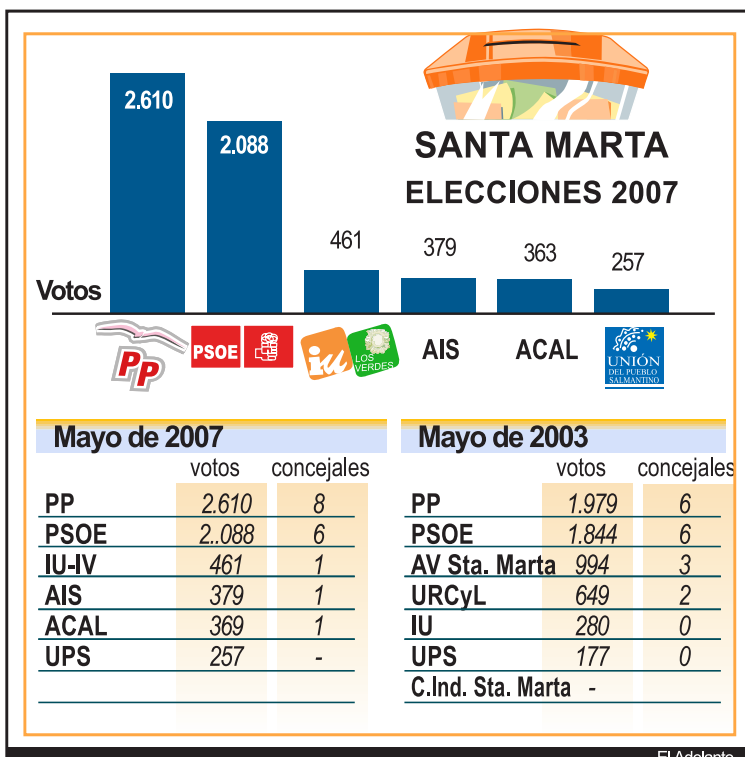 2.610
2.088
SANTA MARTA
ELECCIONES 2007
461
379
363
257
Votos
PP
PSOE
iu
LOS VERDES
AIS
ACAL
UNIÓN
DEL PUEBLO
SALMANTINO
Mayo de 2007
votos concejales
PP 2.610 8
PSOE 2..088 6
IU-IV 461 1
AIS 379 1
ACAL 369 1
UPS 257 -
Mayo de 2003
votos concejales
PP 1.979 6
PSOE 1.844 6
AV Sta. Marta 994 3
URCyL 649 2
IU 280 0
UPS 177 0
C.Ind. Sta. Marta -
El Adelanto